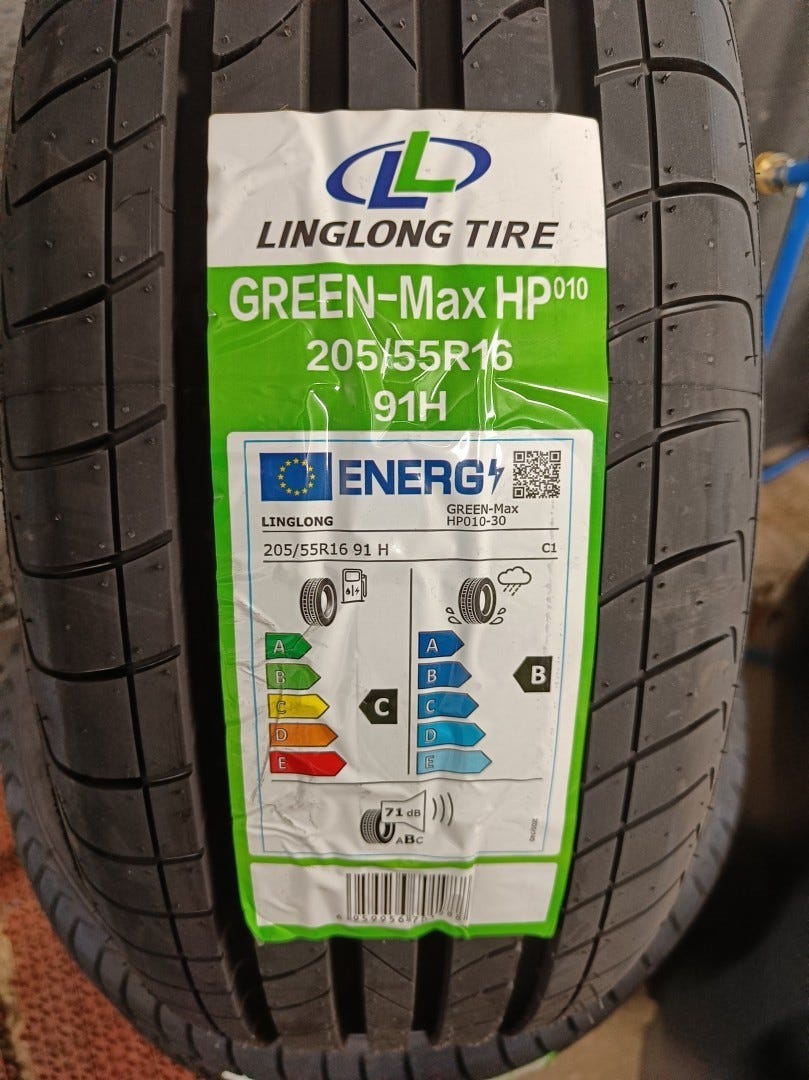 LINGLONG TIRE
GREEN-Max HP010
205/55R16
91H
ENERG
LINGLONG
GREEN-Max
HP010-30
205/55R16 91 H
C1
A
B
C
D
E
C
A
B
C
D
E
B
71 dB
ABC